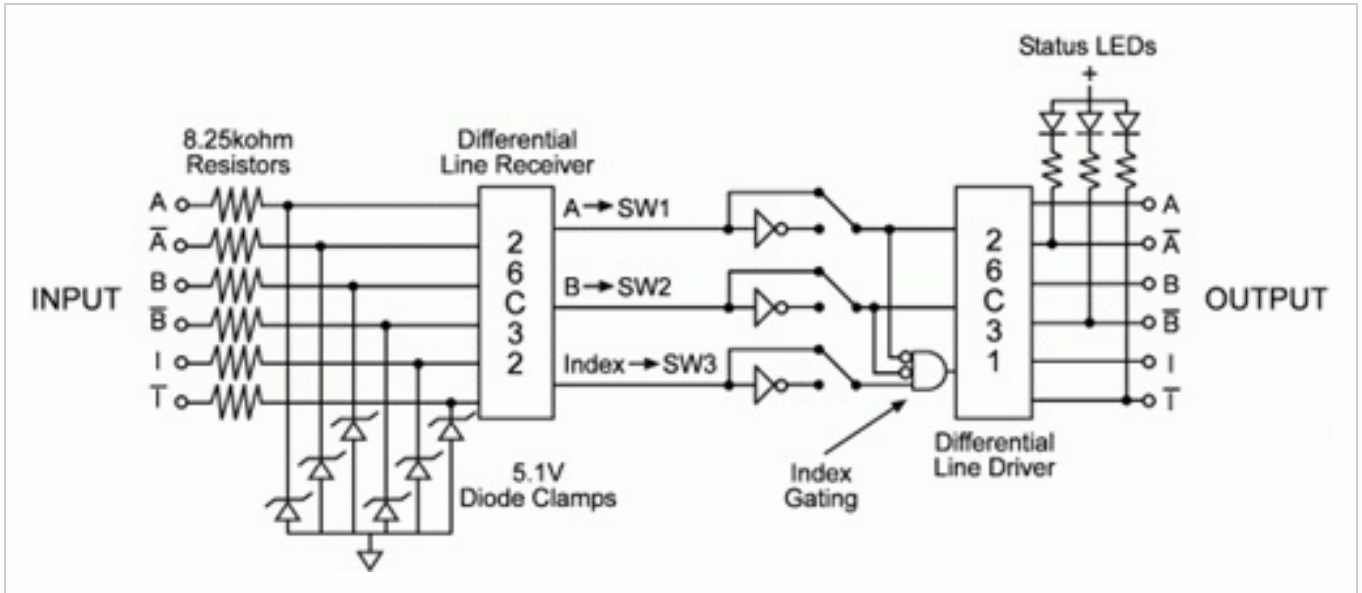 Status LEDs
+
8.25kohm
Resistors
Differential
Line Receiver
INPUT
A
A̅
B
B̅
I
T̅
2
6
C
3
2
A→SW1
B→SW2
Index→SW3
5.1V
Diode Clamps
Index
Gating
2
6
C
3
1
Differential
Line Driver
A
A̅
B
B̅
I
T̅
OUTPUT